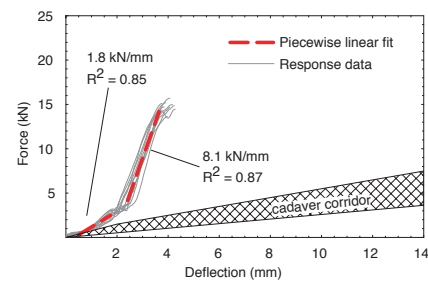 25
20
15
10
5
Force (kN)
1.8 kN/mm
R2 = 0.85
Piecewise linear fit
Response data
8.1 kN/mm
R2 = 0.87
cadaver corridor
0 2 4 6 8 10 12 14
Deflection (mm)